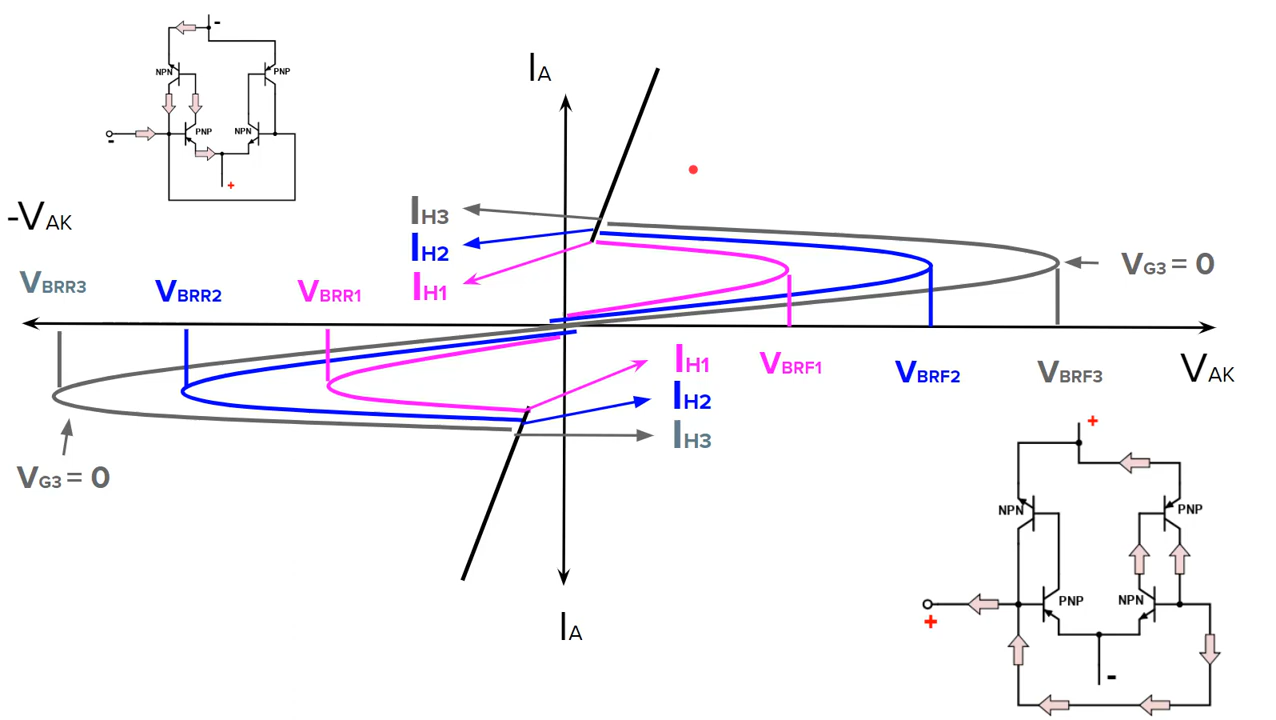 -
NPN
PNP
PNP
NPN
-
+
IA
-VAK
IH3
IH2
IH1
VBRR3
VBRR2
VBRR1
VG3 = 0
IH1
IH2
IH3
VBRF1
VBRF2
VBRF3
VAK
VG3 = 0
IA
+
NPN
PNP
PNP
NPN
+
-